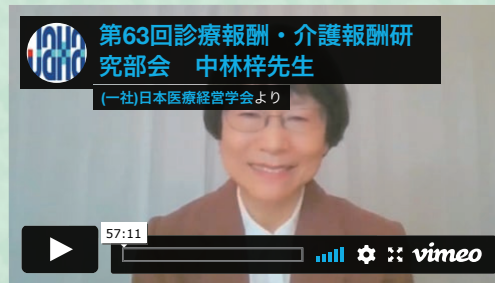 第63回診療報酬・介護報酬研
究部会　中林梓先生
(一社)日本医療経営学会より
57:11
vimeo